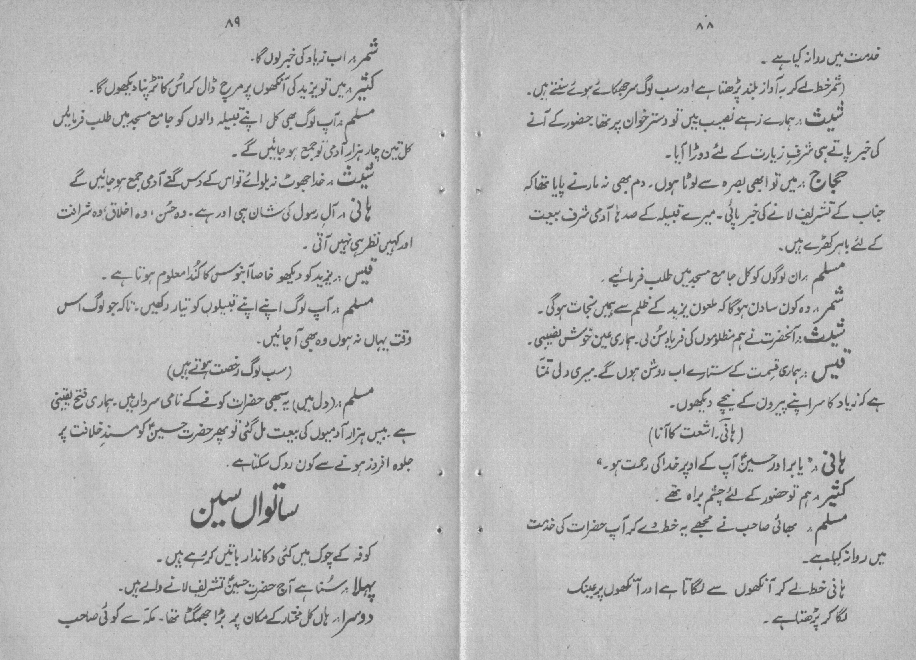 ۸۸
خدمت میں روانہ کیا ہے ۔
(شمر خط لے کر بہ آواز بلند پڑھتا ہے اور سب لوگ سر جھکائے ہوئے سنتے ہیں۔
شیث :۔ ہمارے زہے نصیب ہیں تو دسترخوان پر تھا ۔ حضور کے آنے
کی خبر پاتے ہی شرفِ زیارت کے لئے دوڑا آیا۔
حجاج :۔ میں تو ابھی بصرہ سے لوٹا ہوں ۔ دم بھی نہ مارنے پایا تھا کہ
جناب کے تشریف لانے کی خبر پائی ۔ میرے قبیلہ کے صدہا آدمی شرف بیعت
کے لئے باہر کھڑے ہیں۔
مسلم :۔ ان لوگوں کو کل جامع مسجد میں طلب فرمائیے ۔
شمر :۔ وہ کون سا دن ہو گا کہ ملعون یزید کے ظلم سے ہمیں نجات ہو گی ۔
شیث :۔ آنحضرت نے ہم مظلوموں کی فریاد سن لی۔ ہماری عین خوش نصیبی۔
قیس :۔ ہماری قسمت کے ستارے اب روشن ہوں گے ۔ میری دلی تمنّا
ہے کہ زیاد کا سر اپنے پیروں کے نیچے دیکھوں۔
(ہانی۔ اشعت کا آنا)
ہانی :۔ "یا برادر حسینؑ آپ کے اوپر خدا کی رحمت ہو۔"
کثیر :۔ ہم تو حضور کے لئے چشم براہ تھے ۔
مسلم :۔ بھائی صاحب نے مجھے یہ خط دے کر آپ حضرات کی خدمت
میں روانہ کیا ہے۔
ہانی خط لے کر آنکھوں سے لگاتا ہے اور آنکھوں پر عینک
لگا کر پڑھتا ہے ۔
۸۹
شمر :۔ اب زیاد کی خبر لوں گا۔
کثیر :۔ میں تو یزید کی آنکھوں پر مرچ ڈال کر اُس کا تڑپنا دیکھوں گا۔
مسلم :۔ آپ لوگ بھی کل اپنے قبیلہ والوں کو جامع مسجد میں طلب فرمائیں
کل تین چار ہزار آدمی تو جمع ہو جائیں گے ۔
شیث :۔ خدا جھوٹ نہ بلوائے تو اس کے دس گنے آدمی جمع ہو جائیں گے
ہانی :۔ آلِ رسول کی شان ہی اور ہے ۔ وہ حُسن، وہ اخلاق، وہ شرافت
اور کہیں نظر ہی نہیں آتی ۔
قیس :۔ یزید کو دیکھو خاصا آبنوس کا کُندا معلوم ہوتا ہے ۔
مسلم :۔ آپ لوگ اپنے اپنے قبیلوں کو تیار رکھیں۔ تاکہ جو لوگ اس
وقت یہاں نہ ہوں وہ بھی آ جائیں۔
(سب لوگ رخصت ہوتے ہیں)
مسلم :۔ (دل میں) یہ سبھی حضرات کوفے کے نامی سردار ہیں۔ ہماری فتح یقینی
ہے۔ بیس ہزار آدمیوں کی بیعت مل گئی تو پھر حضرت حسینؑ کو مسندِ خلافت پر
جلوہ افروز ہونے سے کون روک سکتا ہے۔
ساتواں سین
کوفہ کے چوک میں کئی دکاندار باتیں کر رہے ہیں ۔
پہلا :۔ سُنا ہے آج حضرت حسینؑ تشریف لانے والے ہیں۔
دوسرا :۔ ہاں کل مختار کے مکان پر بڑا جمگھٹا تھا۔ مکہ سے کوئی صاحب